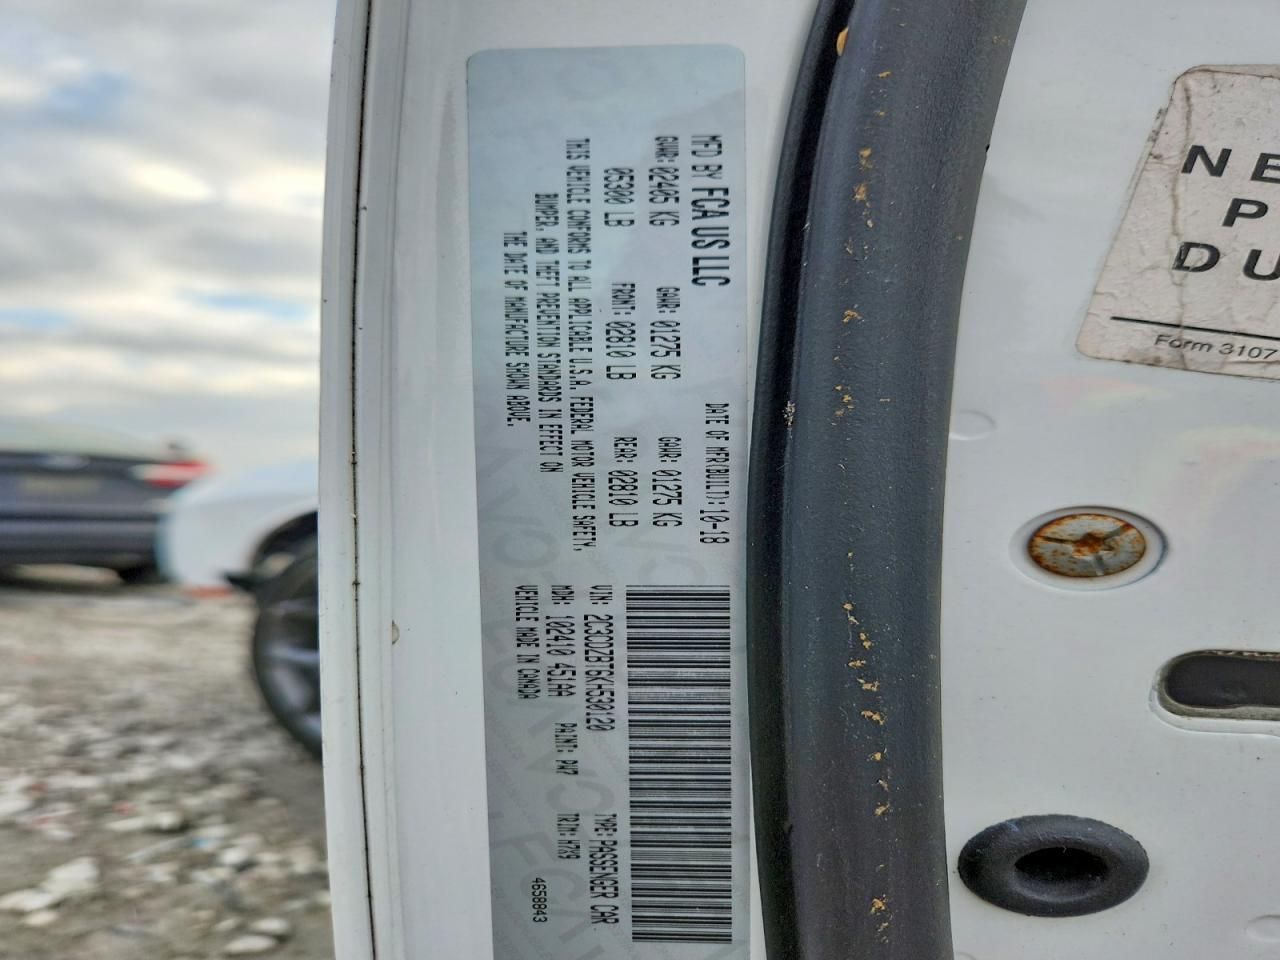 MFD BY FCA US LLC
DATE OF MFR(BUILT): 10-18
GVWR: 02405 KG
GAWR: 01275 KG
GAWR: 01275 KG
05300 LB
FRONT: 02810 LB
REAR: 02810 LB
THIS VEHICLE CONFORMS TO ALL APPLICABLE U.S.A. FEDERAL MOTOR VEHICLE SAFETY,
BUMPER, AND THEFT PREVENTION STANDARDS IN EFFECT ON
THE DATE OF MANUFACTURE SHOWN ABOVE.
VIN: 2C3CDZBT6KH530120
TYPE: PASSENGER CAR
MDH: 102410 451AA
PAINT: PW7
TRIM: H7X9
VEHICLE MADE IN CANADA
4658843
NE
P
DU
Form 3107